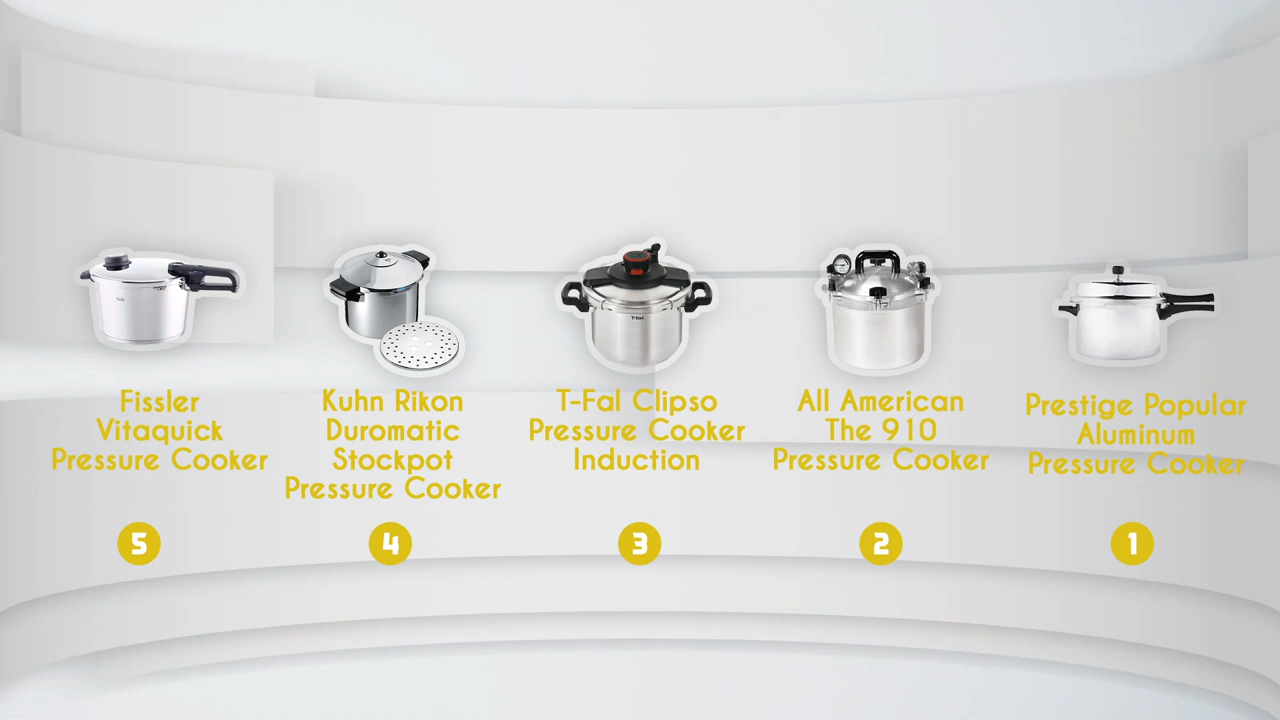 T-fal
Fissler
Vitaquick
Pressure Cooker
5
Kuhn Rikon
Duromatic
Stockpot
Pressure Cooker
4
T-Fal Clipso
Pressure Cooker
Induction
3
All American
The 910
Pressure Cooker
2
Prestige Popular
Aluminum
Pressure Cooker
1